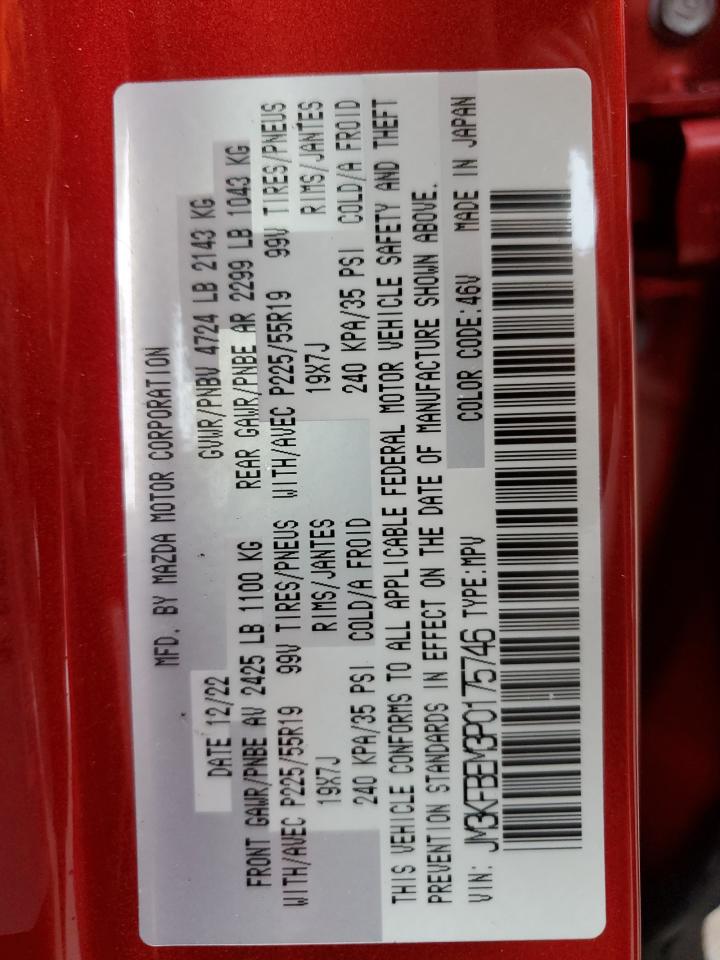 MFD. BY MAZDA MOTOR CORPORATION
DATE 12/22 GVWR/PNBV 4724 LB 2143 KG
FRONT GAWR/PNBE AV 2425 LB 1100 KG REAR GAWR/PNBE AR 2299 LB 1043 KG
WITH/AVEC P225/55R19 99V TIRES/PNEUS WITH/AVEC P225/55R19 99V TIRES/PNEUS
19X7J RIMS/JANTES 19X7J RIMS/JANTES
240 KPA/35 PSI COLD/A FROID 240 KPA/35 PSI COLD/A FROID
THIS VEHICLE CONFORMS TO ALL APPLICABLE FEDERAL MOTOR VEHICLE SAFETY AND THEFT
PREVENTION STANDARDS IN EFFECT ON THE DATE OF MANUFACTURE SHOWN ABOVE.
VIN: JM3KFBEM3P0175746 TYPE:MPV COLOR CODE:46V MADE IN JAPAN